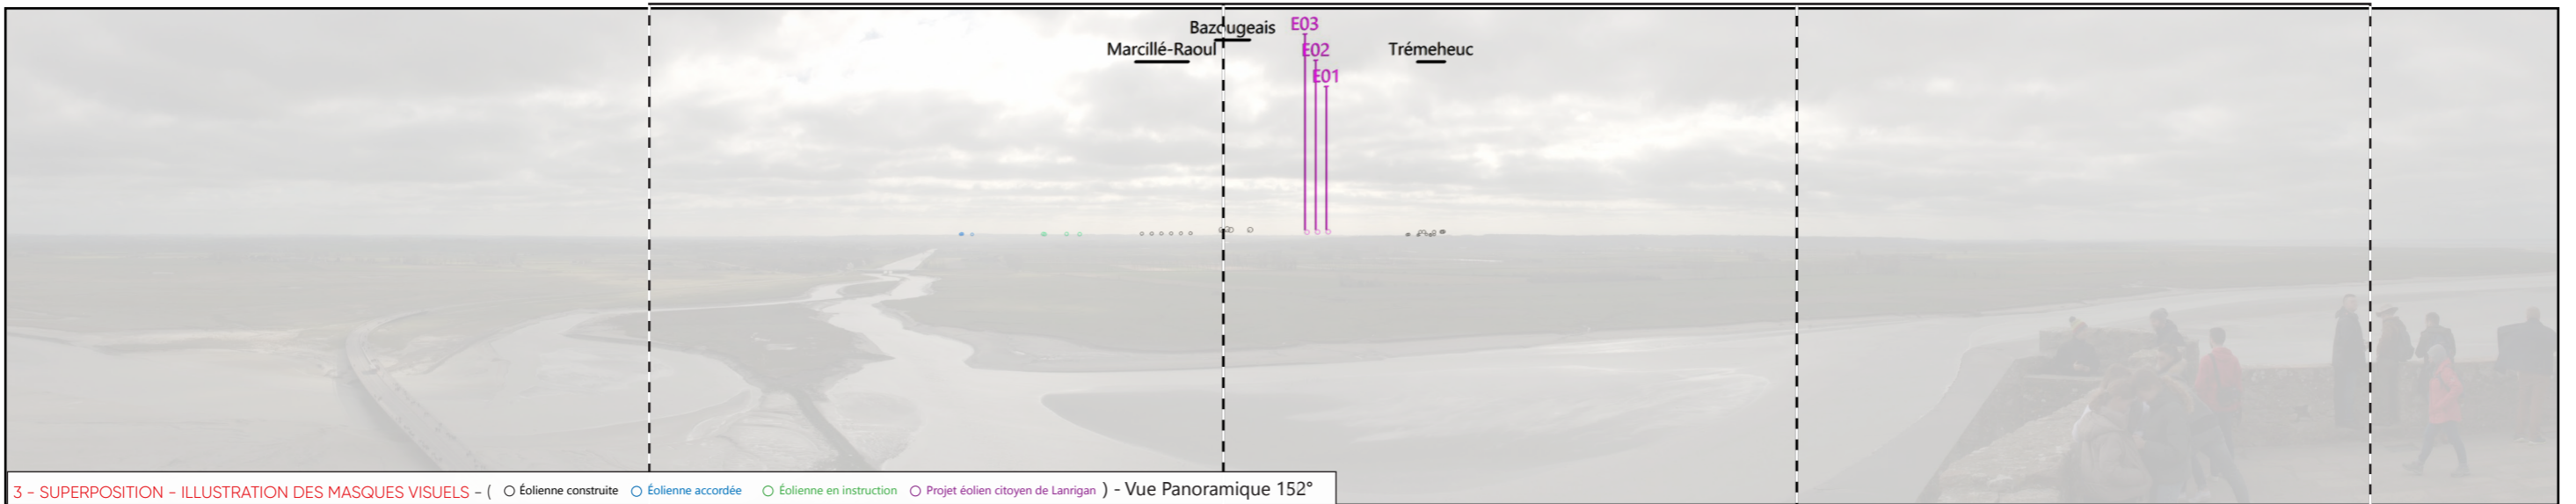 Bazougeais E03
Marcillé-Raoul E02 Trémeheuc
E01
3 - SUPERPOSITION - ILLUSTRATION DES MASQUES VISUELS - ( Éolienne construite Éolienne accordée Éolienne en instruction Projet éolien citoyen de Lanrigan ) - Vue Panoramique 152°